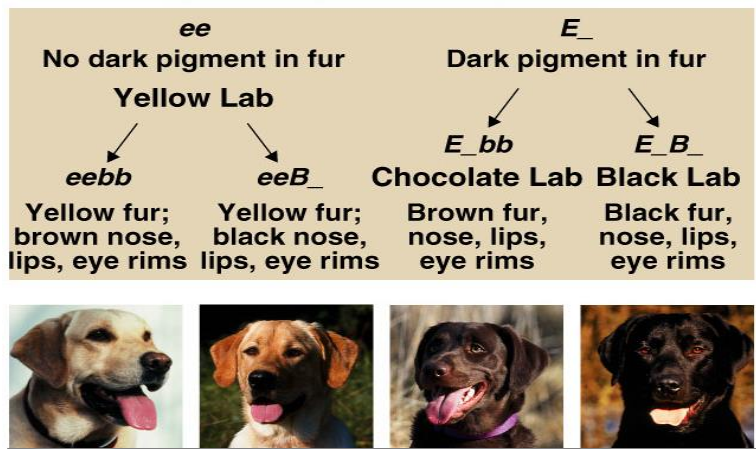 ee
No dark pigment in fur
Yellow Lab
eebb
Yellow fur;
brown nose,
lips, eye rims
eeB_
Yellow fur;
black nose,
lips, eye rims
E_
Dark pigment in fur
E_bb
Chocolate Lab
Brown fur,
nose, lips,
eye rims
E_B_
Black Lab
Black fur,
nose, lips,
eye rims